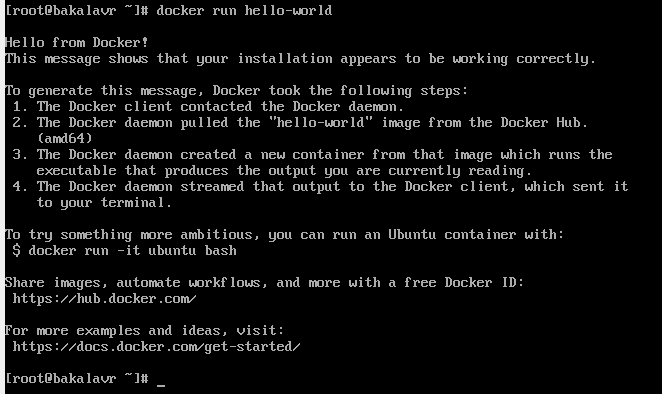 [root@bakalavr ~]# docker run hello-world
Hello from Docker!
This message shows that your installation appears to be working correctly.
To generate this message, Docker took the following steps:
1. The Docker client contacted the Docker daemon.
2. The Docker daemon pulled the "hello-world" image from the Docker Hub.
(amd64)
3. The Docker daemon created a new container from that image which runs the
executable that produces the output you are currently reading.
4. The Docker daemon streamed that output to the Docker client, which sent it
to your terminal.
To try something more ambitious, you can run an Ubuntu container with:
$ docker run -it ubuntu bash
Share images, automate workflows, and more with a free Docker ID:
https://hub.docker.com/
For more examples and ideas, visit:
https://docs.docker.com/get-started/
[root@bakalavr ~]# _